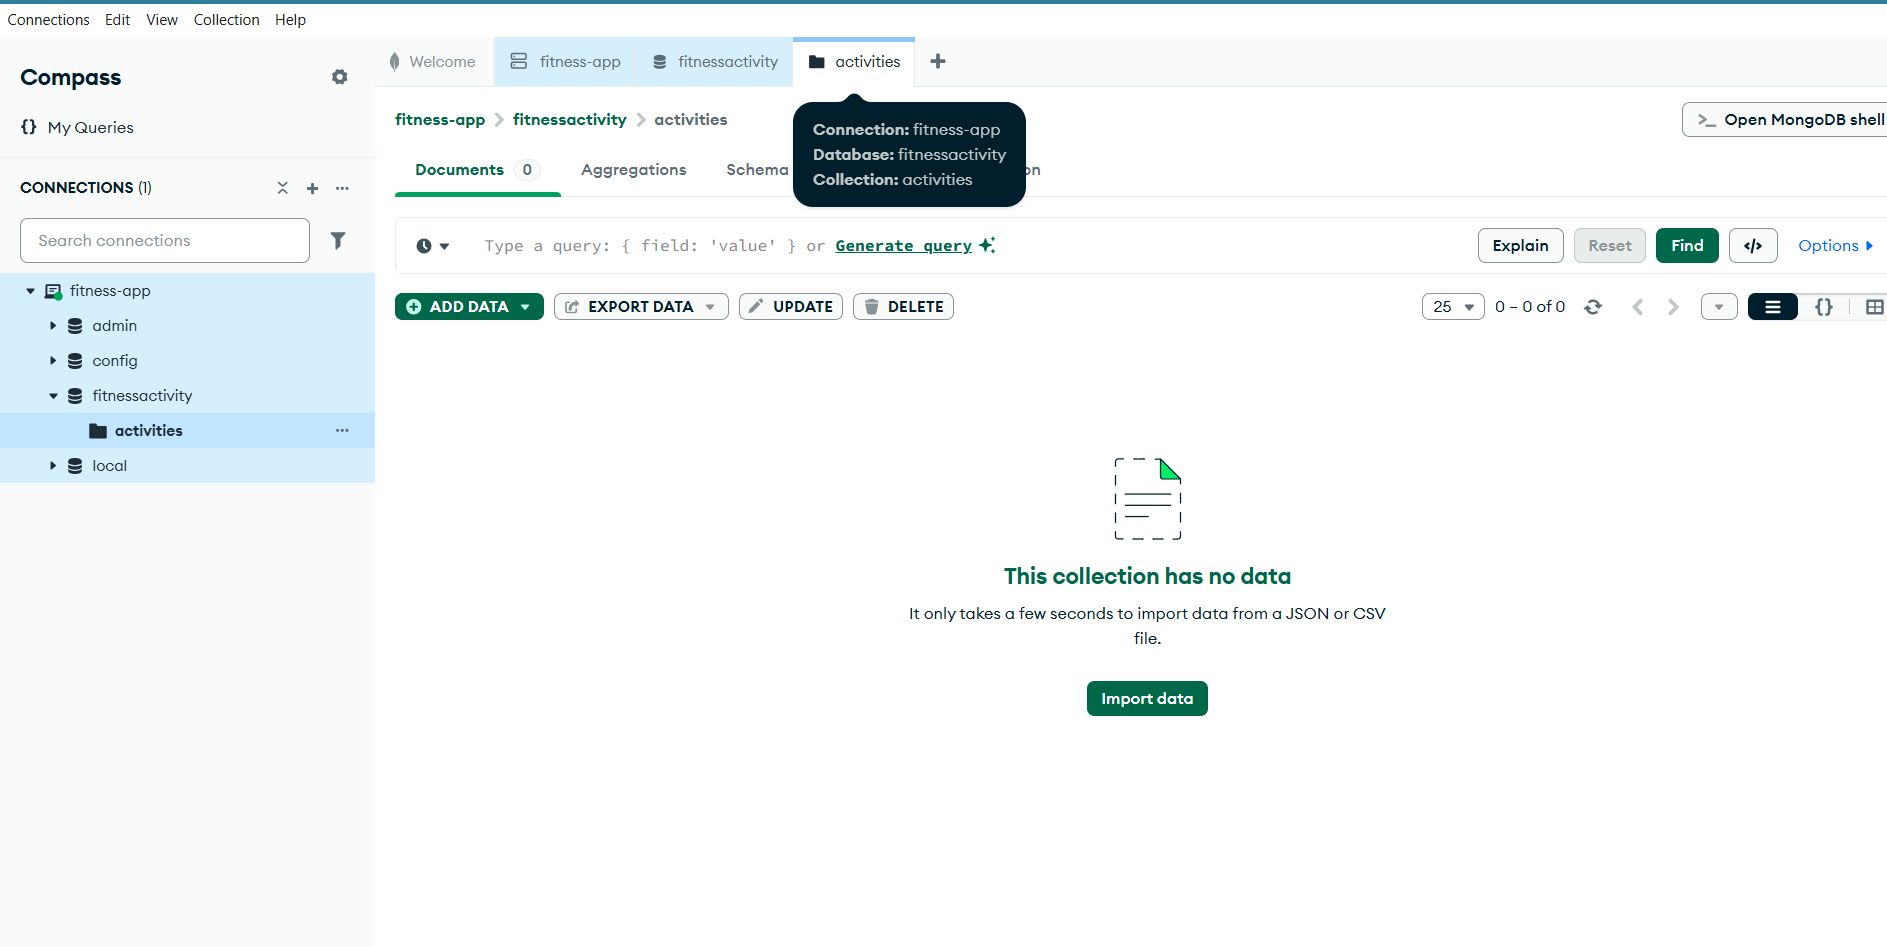 Connections Edit View Collection Help
Compass
{} My Queries
CONNECTIONS (1)
Search connections
fitness-app
admin
config
fitnessactivity
activities
local
Welcome fitness-app fitnessactivity activities
fitness-app > fitnessactivity > activities
>_ Open MongoDB shell
Connection: fitness-app
Database: fitnessactivity
Collection: activities
Documents 0 Aggregations Schema on
Type a query: { field: 'value' } or Generate query
Explain Reset Find </> Options
ADD DATA EXPORT DATA UPDATE DELETE
25 0 – 0 of 0 {}
This collection has no data
It only takes a few seconds to import data from a JSON or CSV
file.
Import data